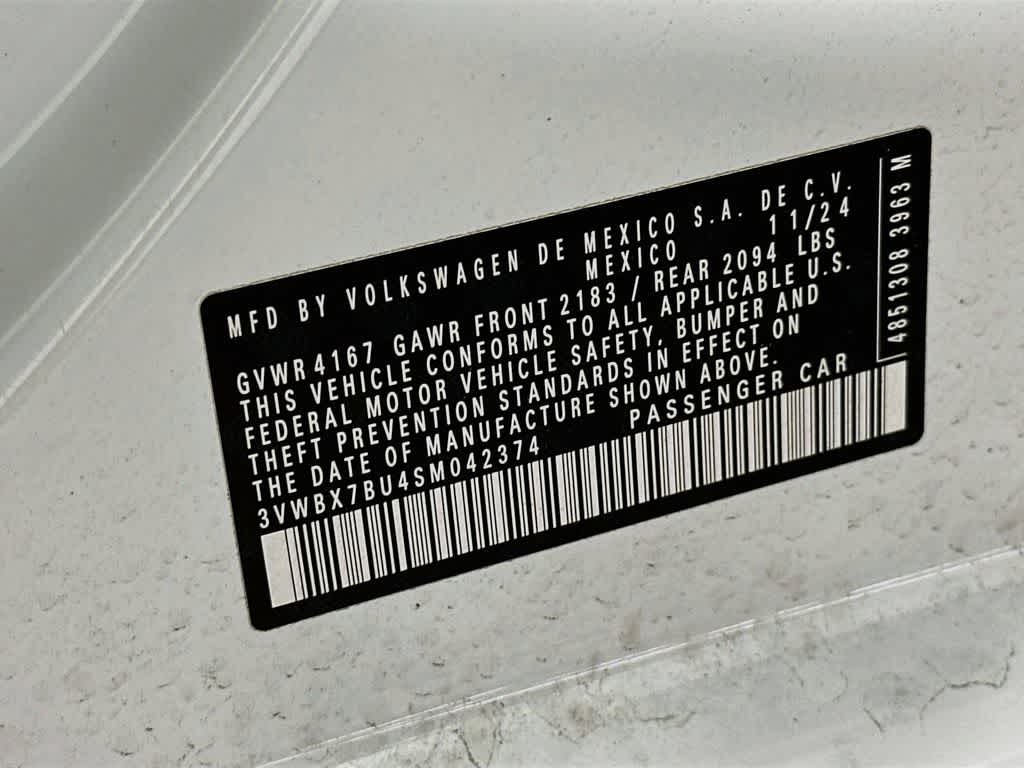 MFD BY VOLKSWAGEN DE MEXICO S.A. DE C.V.
MEXICO 11/24
GVWR 4167 GAWR FRONT 2183 / REAR 2094 LBS
THIS VEHICLE CONFORMS TO ALL APPLICABLE U.S.
FEDERAL MOTOR VEHICLE SAFETY, BUMPER AND
THEFT PREVENTION STANDARDS IN EFFECT ON
THE DATE OF MANUFACTURE SHOWN ABOVE.
3VWBX7BU4SM042374 PASSENGER CAR
4851308 3963 M